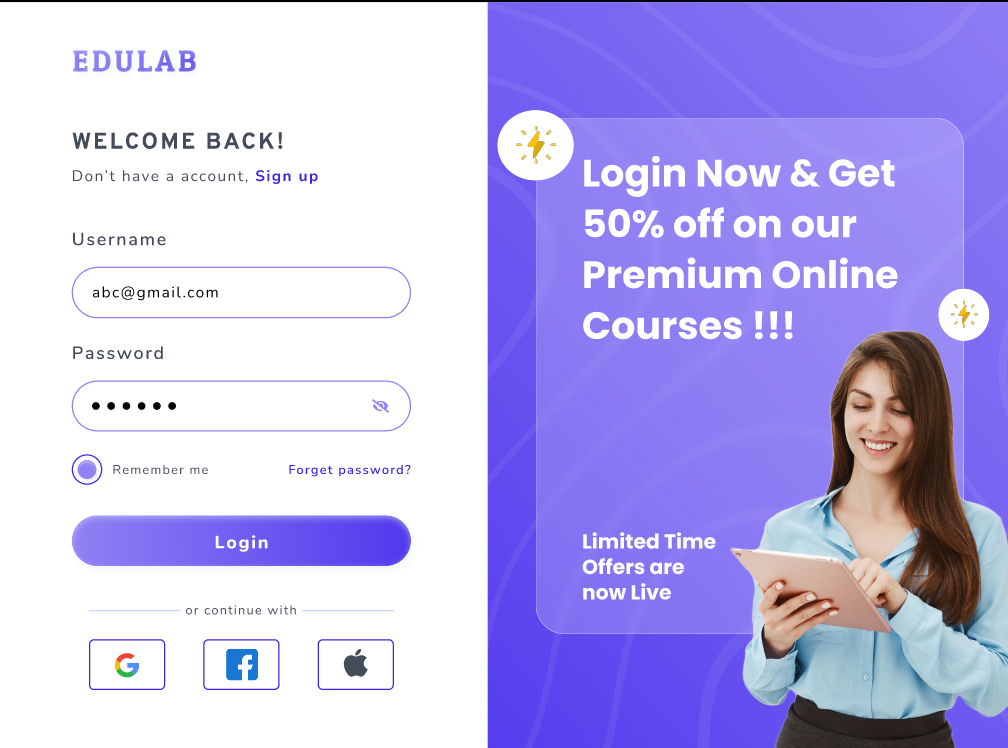 EDULAB
WELCOME BACK!
Don't have a account, Sign up
Username
abc@gmail.com
Password
Remember me
Forget password?
Login
or continue with
Login Now & Get
50% off on our
Premium Online
Courses !!!
Limited Time
Offers are
now Live